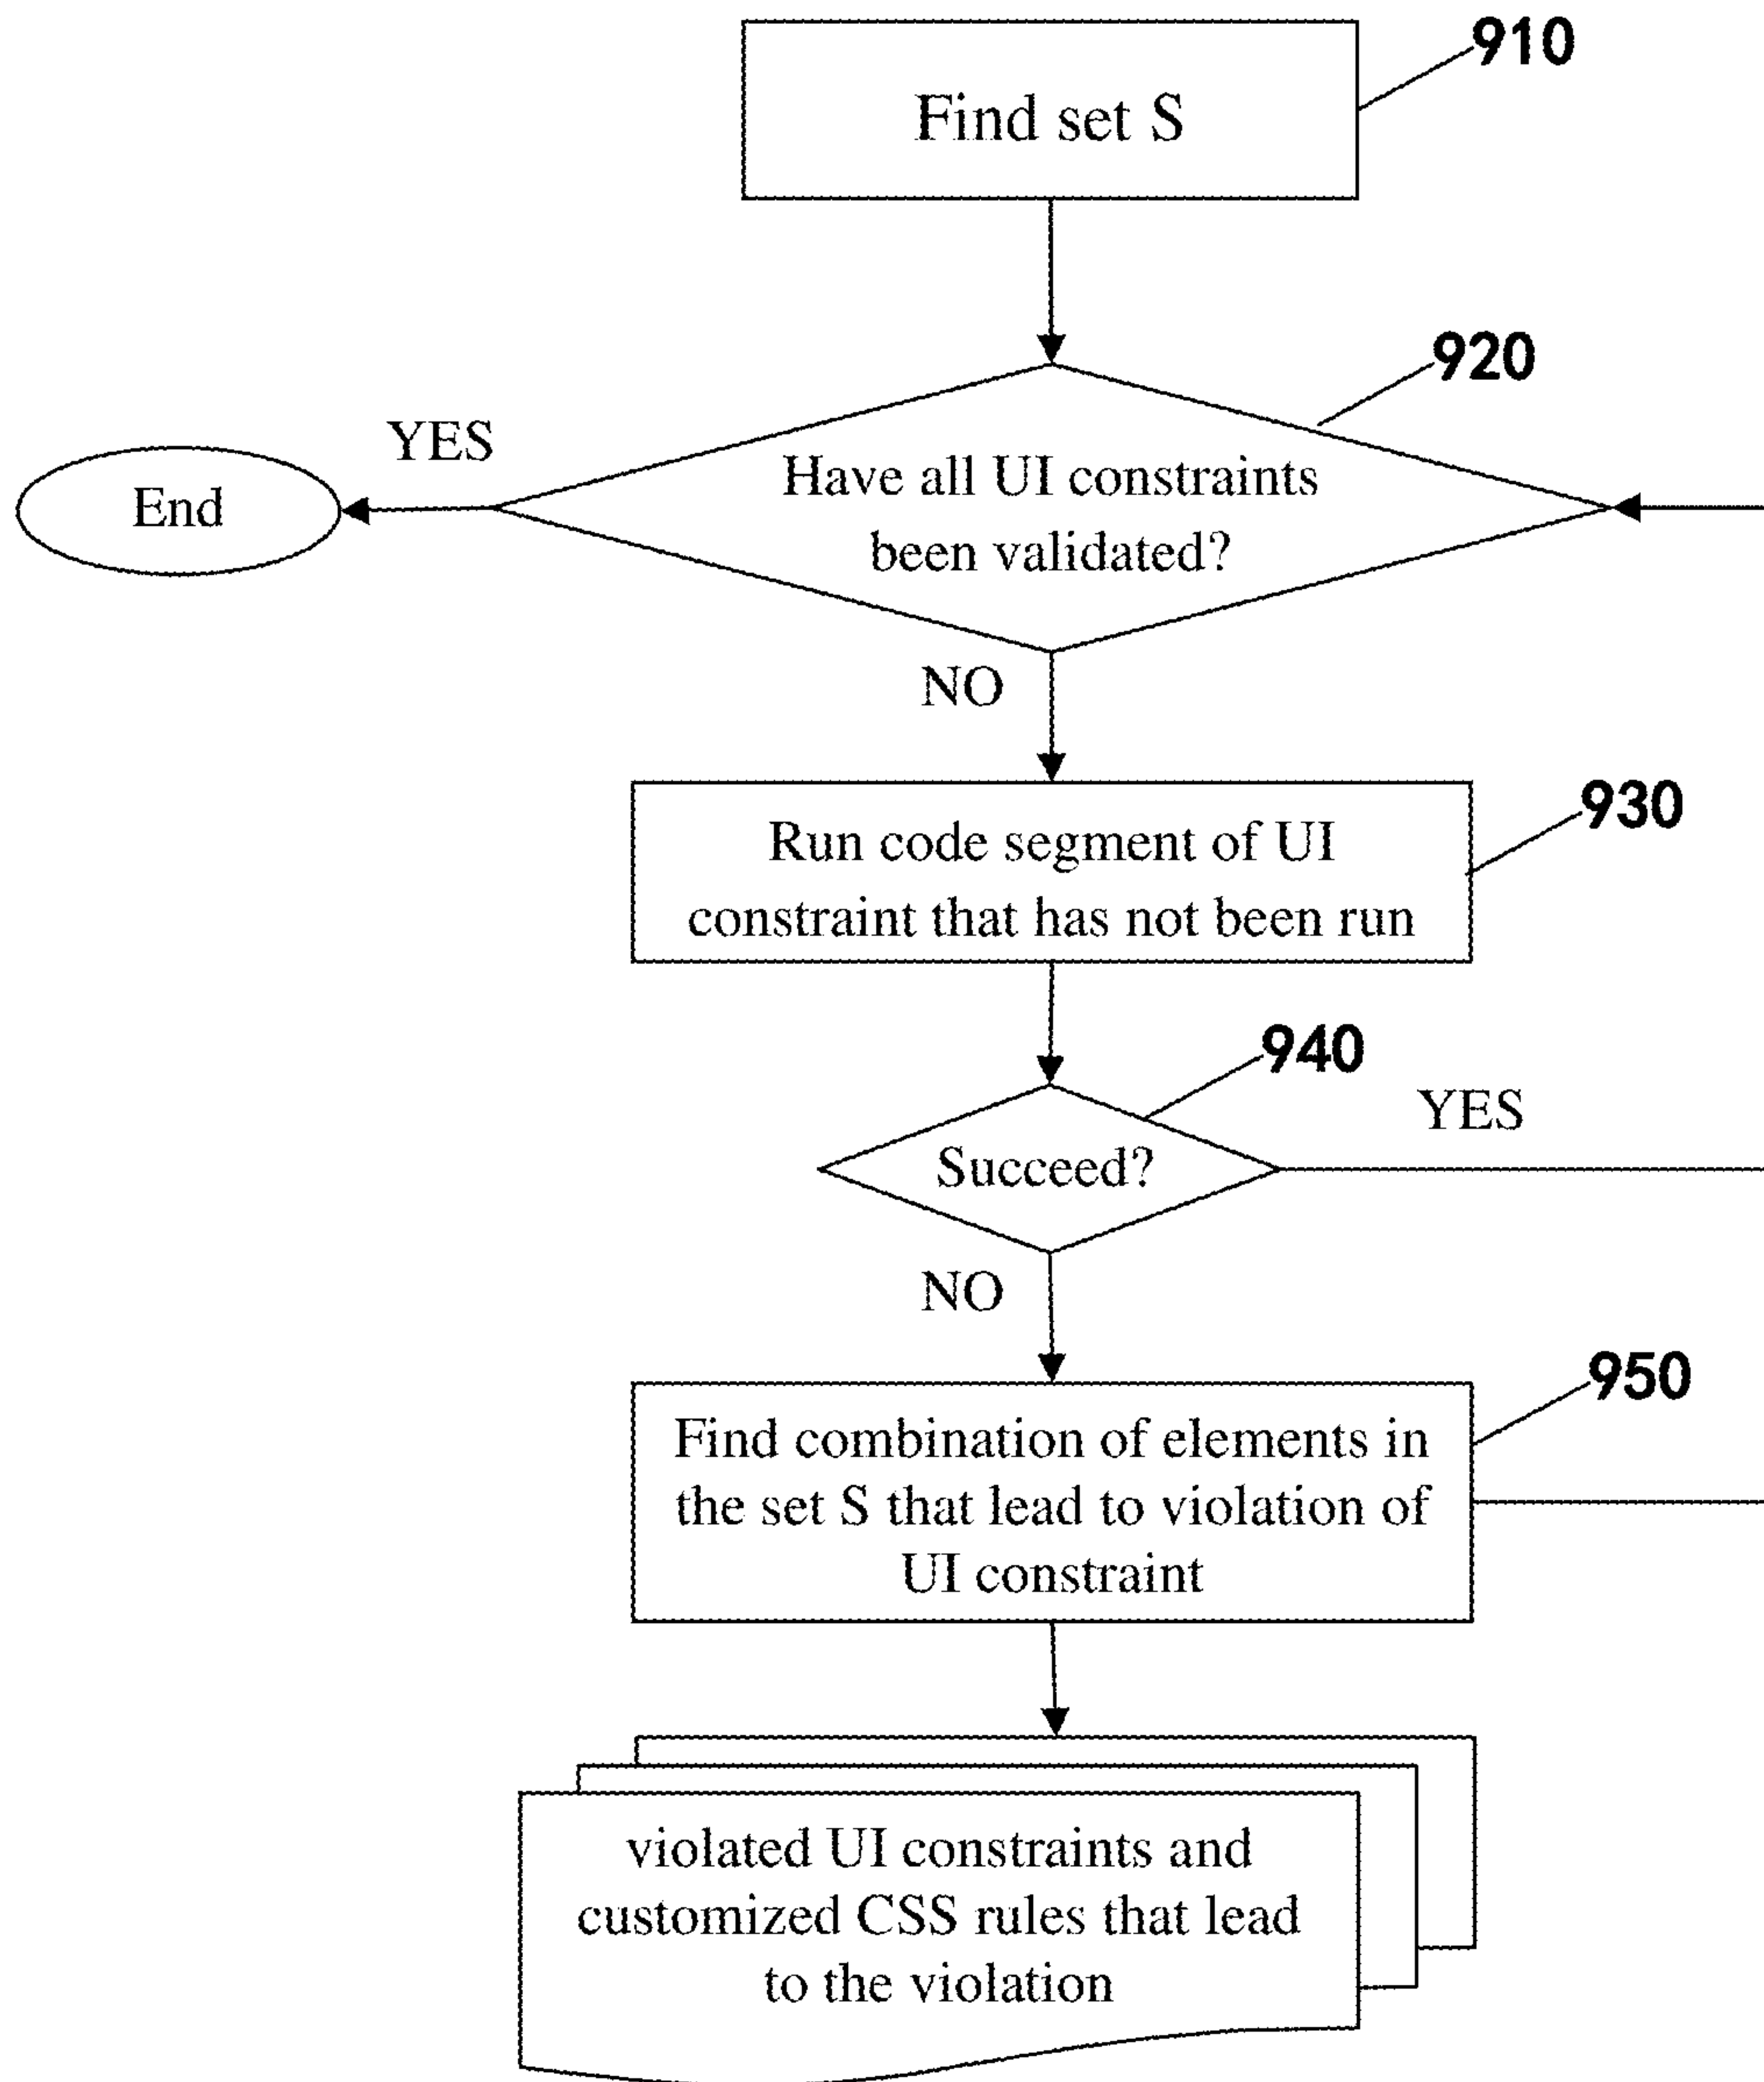 910
Find set S
920
YES
Have all UI constraints
been validated?
End
NO
930
Run code segment of UI
constraint that has not been run
940
YES
Succeed?
NO
950
Find combination of elements in
the set S that lead to violation of
UI constraint
violated UI constraints and
customized CSS rules that lead
to the violation